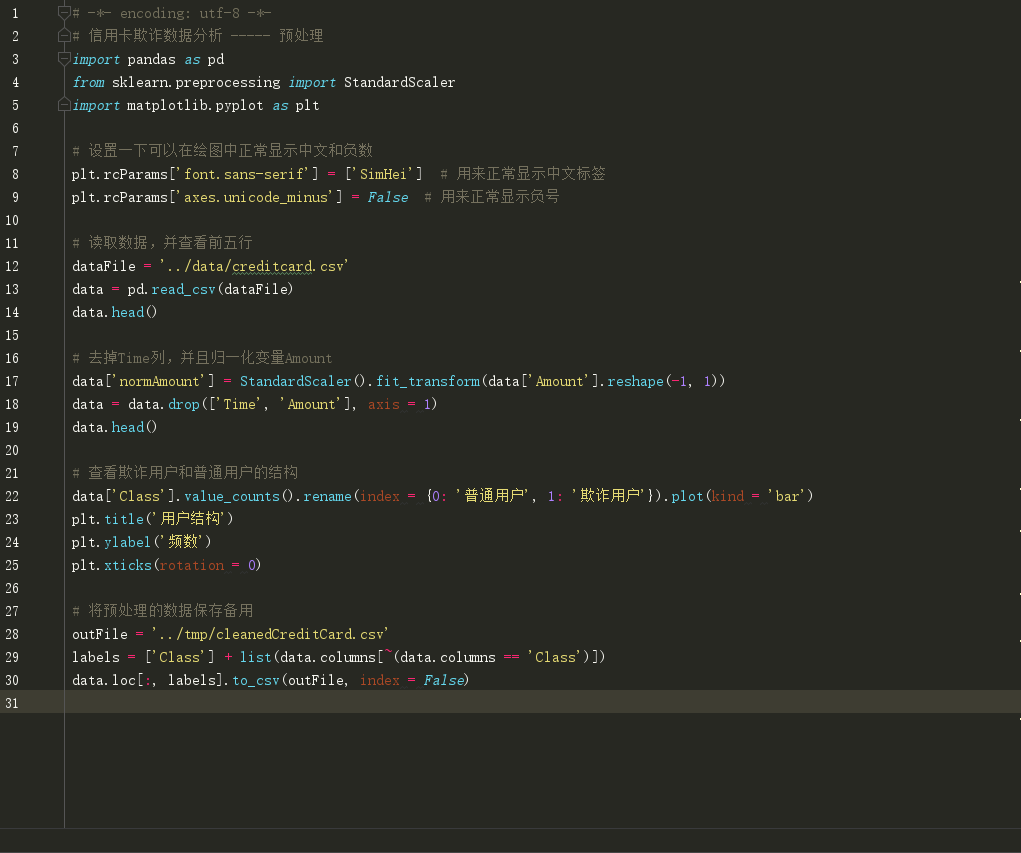 1 # -*- encoding: utf-8 -*-
2 # 信用卡欺诈数据分析 ----- 预处理
3 import pandas as pd
4 from sklearn.preprocessing import StandardScaler
5 import matplotlib.pyplot as plt
6
7 # 设置一下可以在绘图中正常显示中文和负数
8 plt.rcParams['font.sans-serif'] = ['SimHei']  # 用来正常显示中文标签
9 plt.rcParams['axes.unicode_minus'] = False  # 用来正常显示负号
10
11 # 读取数据，并查看前五行
12 dataFile = '../data/creditcard.csv'
13 data = pd.read_csv(dataFile)
14 data.head()
15
16 # 去掉Time列，并且归一化变量Amount
17 data['normAmount'] = StandardScaler().fit_transform(data['Amount'].reshape(-1, 1))
18 data = data.drop(['Time', 'Amount'], axis = 1)
19 data.head()
20
21 # 查看欺诈用户和普通用户的结构
22 data['Class'].value_counts().rename(index = {0: '普通用户', 1: '欺诈用户'}).plot(kind = 'bar')
23 plt.title('用户结构')
24 plt.ylabel('频数')
25 plt.xticks(rotation = 0)
26
27 # 将预处理的数据保存备用
28 outFile = '../tmp/cleanedCreditCard.csv'
29 labels = ['Class'] + list(data.columns[~(data.columns == 'Class')])
30 data.loc[:, labels].to_csv(outFile, index = False)
31